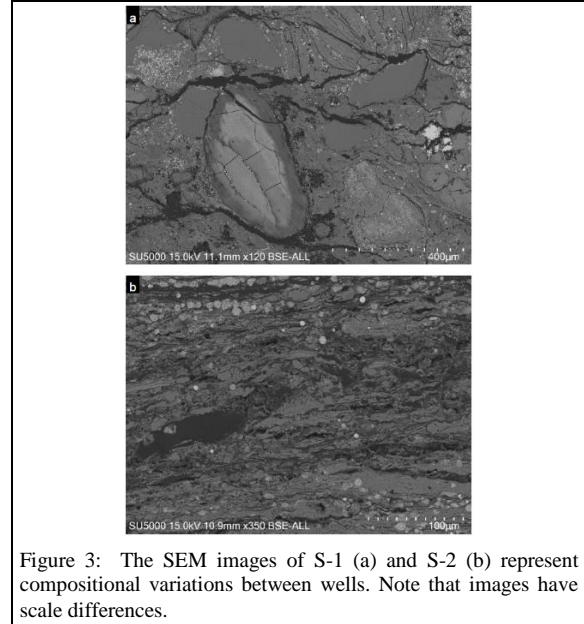 a
SU5000 15.0kV 11.1mm x120 BSE-ALL 400µm
b
SU5000 15.0kV 10.9mm x350 BSE-ALL 100µm
Figure 3: The SEM images of S-1 (a) and S-2 (b) represent
compositional variations between wells. Note that images have
scale differences.